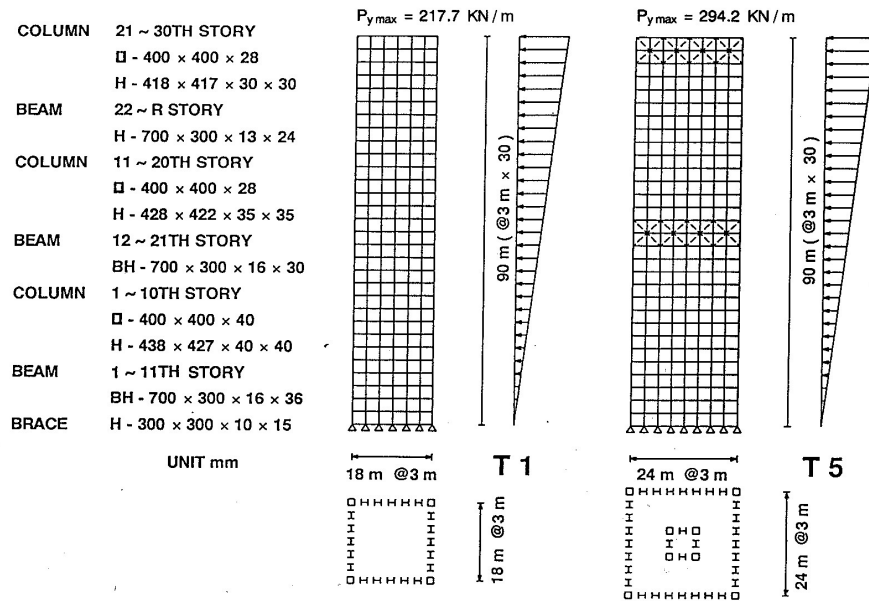 COLUMN 21 ~ 30TH STORY
□ - 400 × 400 × 28
H - 418 × 417 × 30 × 30
BEAM 22 ~ R STORY
H - 700 × 300 × 13 × 24
COLUMN 11 ~ 20TH STORY
□ - 400 × 400 × 28
H - 428 × 422 × 35 × 35
BEAM 12 ~ 21TH STORY
BH - 700 × 300 × 16 × 30
COLUMN 1 ~ 10TH STORY
□ - 400 × 400 × 40
H - 438 × 427 × 40 × 40
BEAM 1 ~ 11TH STORY
BH - 700 × 300 × 16 × 36
BRACE H - 300 × 300 × 10 × 15
UNIT mm
Py max = 217.7 KN / m
90 m ( @3 m × 30 )
18 m @3 m
T 1
18 m @3 m
Py max = 294.2 KN / m
90 m ( @3 m × 30 )
24 m @3 m
T 5
24 m @3 m